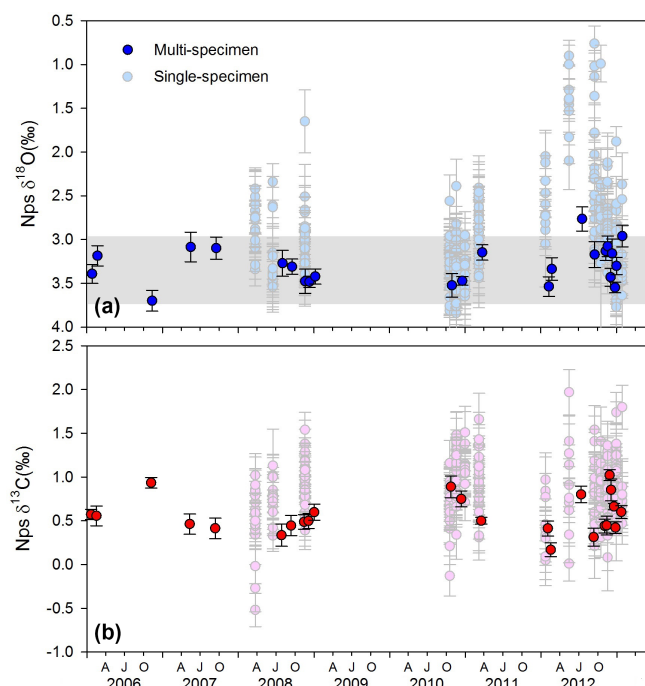 Nps δ18O(‰)
0.5
1.0
1.5
2.0
2.5
3.0
3.5
4.0
Multi-specimen
Single-specimen
(a)
Nps δ13C(‰)
2.5
2.0
1.5
1.0
0.5
0.0
-0.5
-1.0
(b)
A J O A J O A J O A J O A J O A J O A J O
2006 2007 2008 2009 2010 2011 2012